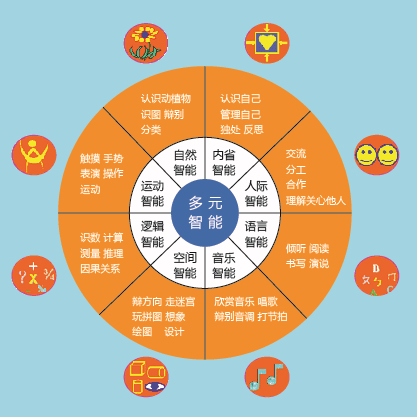 多 元
智 能
自然
智能
内省
智能
人际
智能
语言
智能
音乐
智能
空间
智能
逻辑
智能
运动
智能
认识动植物
识图 辩别
分类
认识自己
管理自己
独处 反思
交流
分工
合作
理解关心他人
倾听 阅读
书写 演说
欣赏音乐 唱歌
辩别音调 打节拍
辩方向 走迷宫
玩拼图 想象
绘图 设计
识数 计算
测量 推理
因果关系
触摸 手势
表演 操作
运动
+ ¾
? x